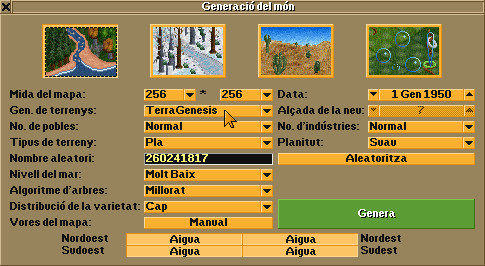 Generació del món
Mida del mapa: 256 * 256 Data: 1 Gen 1950
Gen. de terrenys: TerraGenesis Alçada de la neu: ?
No. de pobles: Normal No. d'indústries: Normal
Tipus de terreny: Pla Planitut: Suau
Nombre aleatori: 260241817 Aleatoritza
Nivell del mar: Molt Baix
Algoritme d'arbres: Millorat
Distribució de la varietat: Cap
Genera
Vores del mapa: Manual
Nordoest Aigua Aigua Nordest
Sudoest Aigua Aigua Sudest